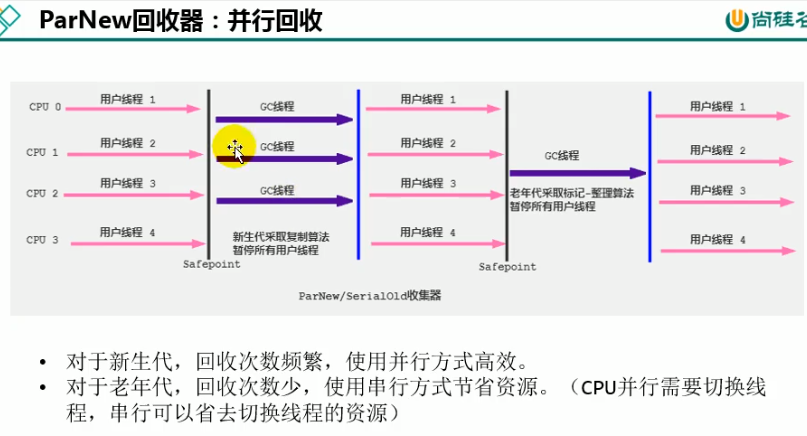 ParNew回收器：并行回收
尚硅谷
CPU 0 用户线程 1 GC线程 用户线程 1 用户线程 1
CPU 1 用户线程 2 GC线程 用户线程 2 GC线程 用户线程 2
CPU 2 用户线程 3 GC线程 用户线程 3 老年代采取标记-整理算法 用户线程 3
暂停所有用户线程
CPU 3 用户线程 4 新生代采取复制算法 用户线程 4 用户线程 4
暂停所有用户线程
Safepoint Safepoint
ParNew/SerialOld收集器
• 对于新生代，回收次数频繁，使用并行方式高效。
• 对于老年代，回收次数少，使用串行方式节省资源。（CPU并行需要切换线
程，串行可以省去切换线程的资源）